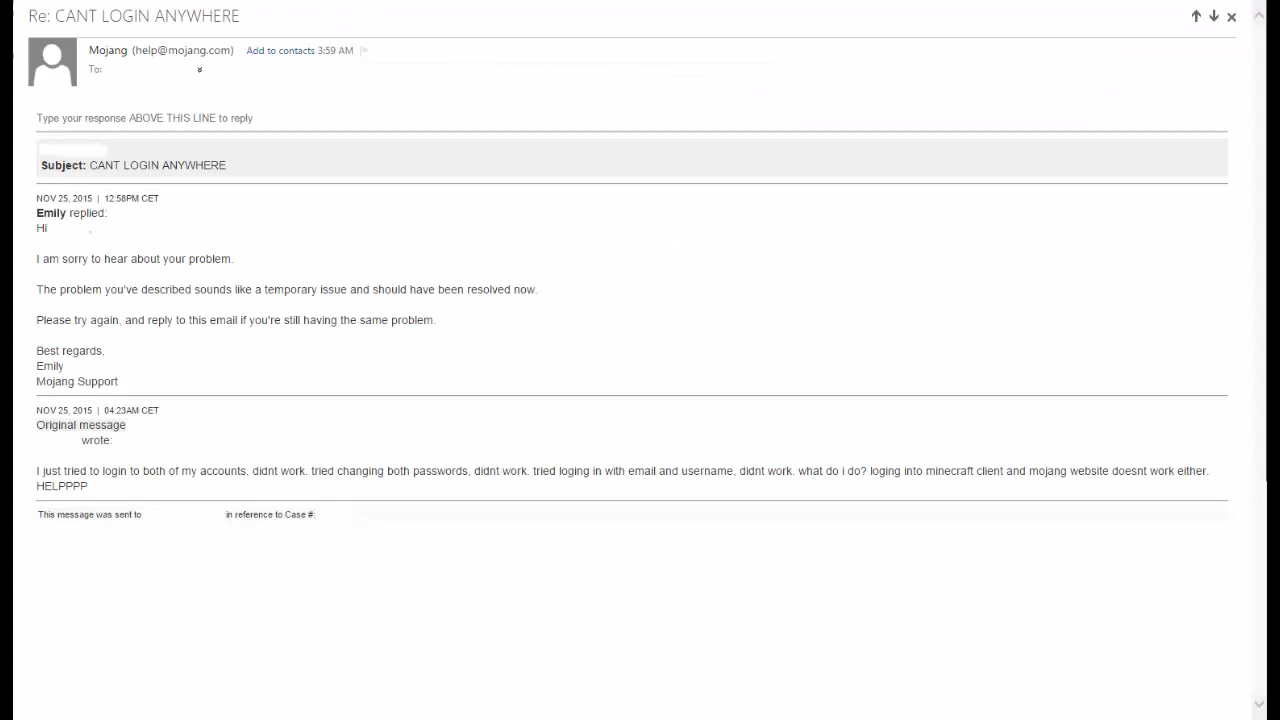 Re: CANT LOGIN ANYWHERE
Mojang (help@mojang.com) Add to contacts 3:59 AM
To:
Type your response ABOVE THIS LINE to reply
Subject: CANT LOGIN ANYWHERE
NOV 25, 2015 | 12:58PM CET
Emily replied:
Hi ,
I am sorry to hear about your problem.
The problem you've described sounds like a temporary issue and should have been resolved now.
Please try again, and reply to this email if you're still having the same problem.
Best regards,
Emily
Mojang Support
NOV 25, 2015 | 04:23AM CET
Original message
wrote:
I just tried to login to both of my accounts, didnt work. tried changing both passwords, didnt work. tried loging in with email and username, didnt work. what do i do? loging into minecraft client and mojang website doesnt work either.
HELPPPP
This message was sent to in reference to Case #: